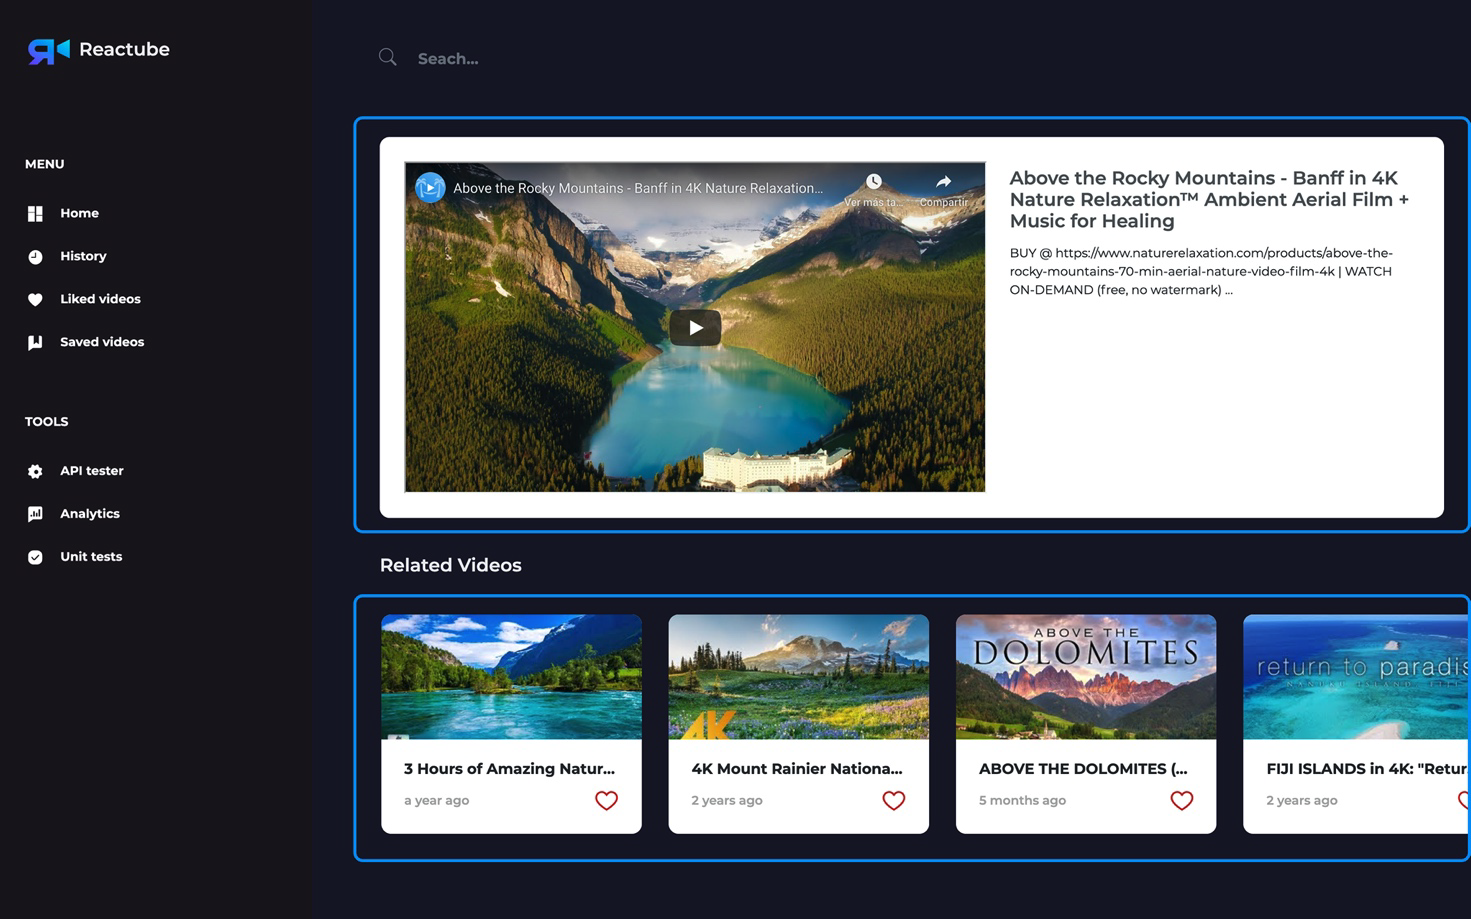 Reactube
Seach...
MENU
Home
History
Liked videos
Saved videos
TOOLS
API tester
Analytics
Unit tests
Above the Rocky Mountains - Banff in 4K Nature Relaxation...
Ver más ta...
Compartir
Above the Rocky Mountains - Banff in 4K
Nature Relaxation™ Ambient Aerial Film +
Music for Healing
BUY @ https://www.naturerelaxation.com/products/above-the-
rocky-mountains-70-min-aerial-nature-video-film-4k | WATCH
ON-DEMAND (free, no watermark) ...
Related Videos
3 Hours of Amazing Natur...
a year ago
4K
4K Mount Rainier Nationa...
2 years ago
ABOVE THE
DOLOMITES
ABOVE THE DOLOMITES (...
5 months ago
return to paradis
FIJI ISLANDS in 4K: "Retur
2 years ago